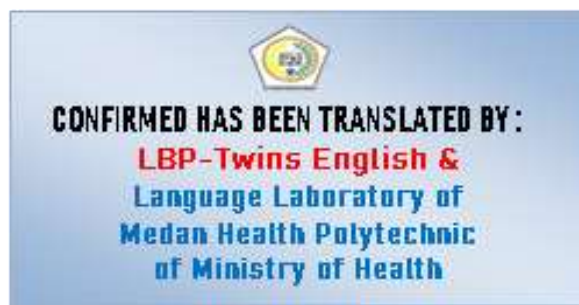 CONFIRMED HAS BEEN TRANSLATED BY :
LBP-Twins English &
Language Laboratory of
Medan Health Polytechnic
of Ministry of Health